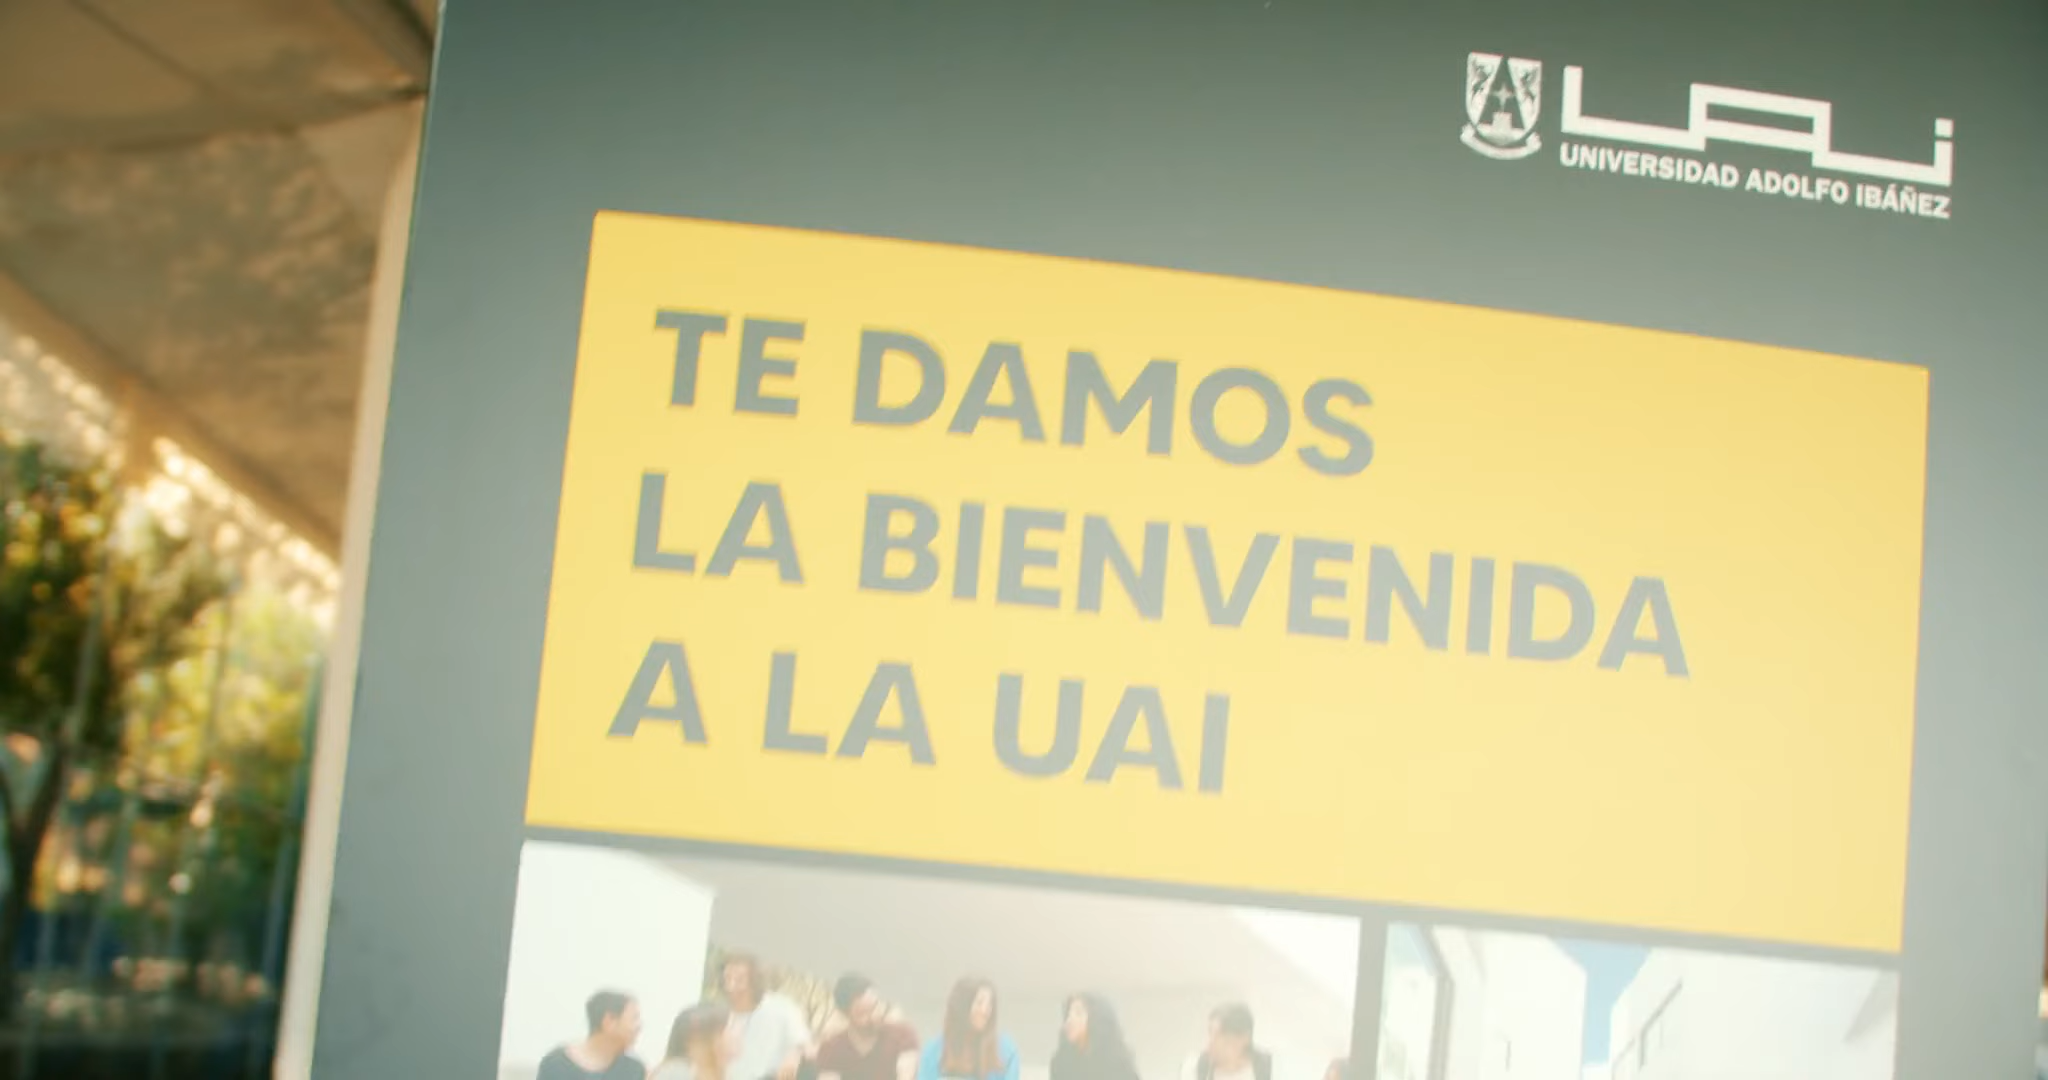 UAi
UNIVERSIDAD ADOLFO IBÁÑEZ
TE DAMOS
LA BIENVENIDA
A LA UAI